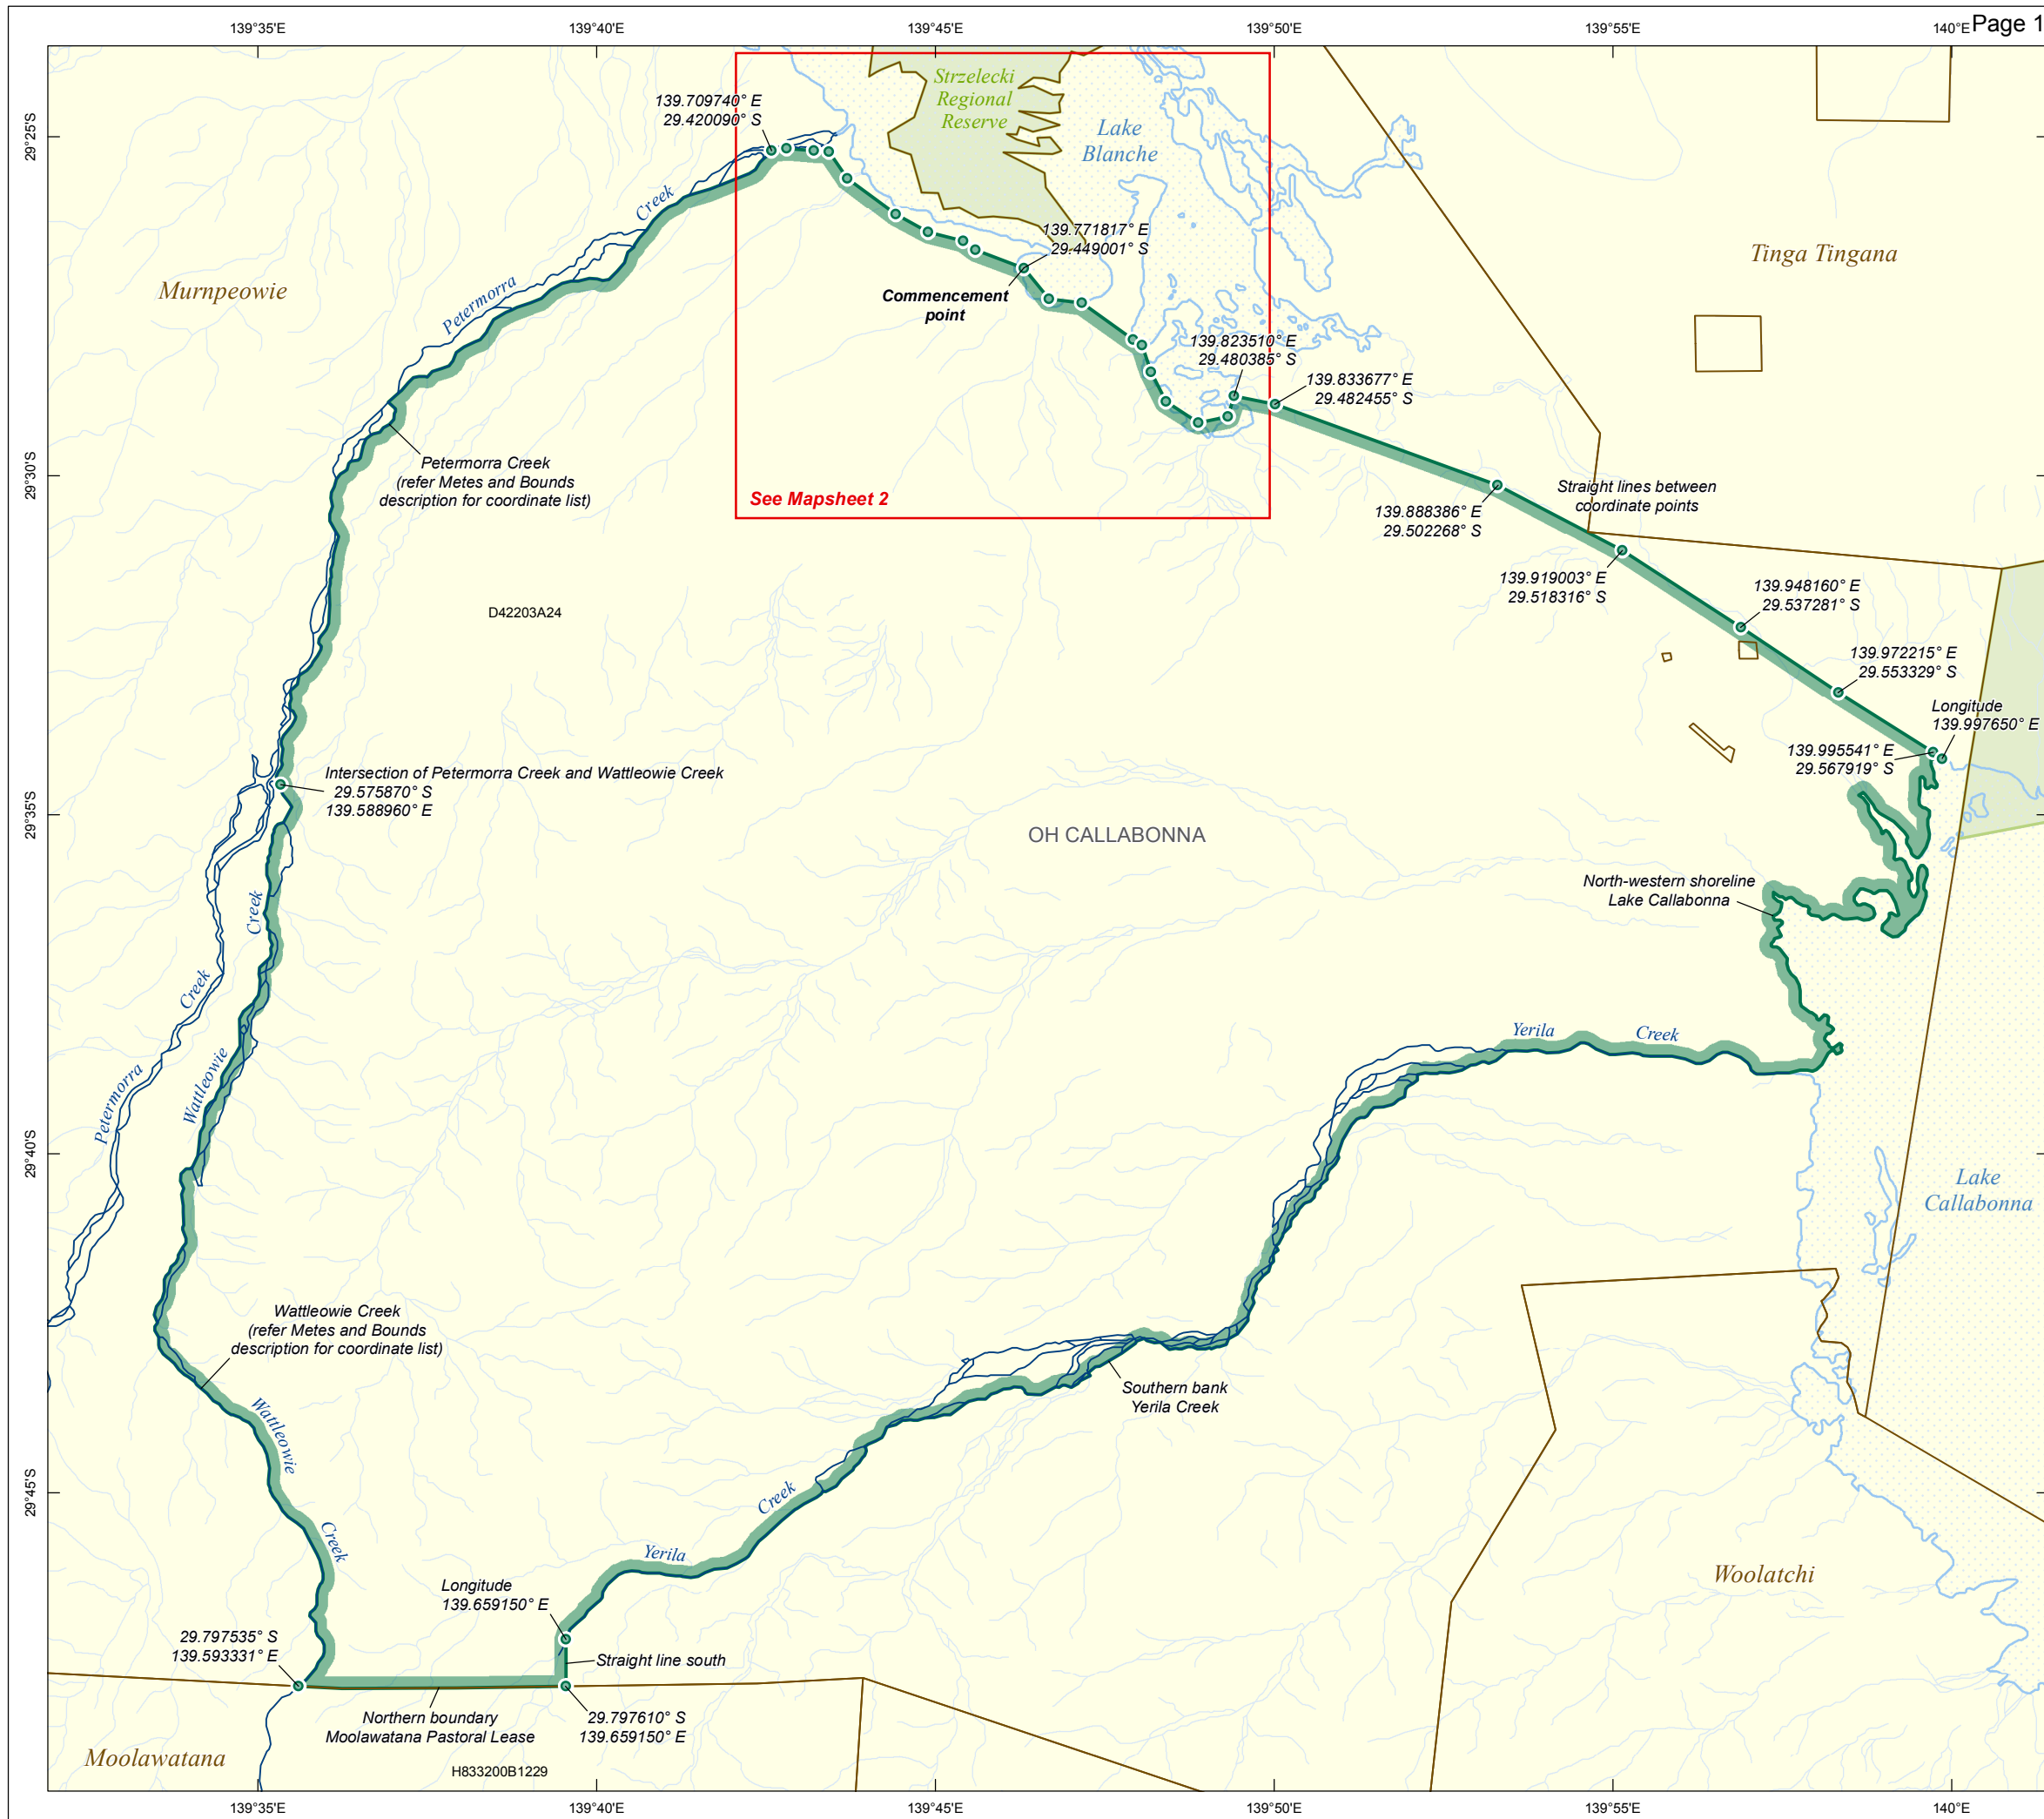 139°35'E
139°40'E
139°45'E
139°50'E
139°55'E
140°E
Page 1
29°25'S
29°30'S
29°35'S
29°40'S
29°45'S
Strzelecki
Regional
Reserve
Lake
Blanche
139.709740° E
29.420090° S
Creek
Petermorra
Murnpeowie
Tinga Tingana
139.771817° E
29.449001° S
Commencement
point
139.823510° E
29.480385° S
139.833677° E
29.482455° S
See Mapsheet 2
Petermorra Creek
(refer Metes and Bounds
description for coordinate list)
Straight lines between
coordinate points
139.888386° E
29.502268° S
139.919003° E
29.518316° S
139.948160° E
29.537281° S
139.972215° E
29.553329° S
Longitude
139.997650° E
139.995541° E
29.567919° S
D42203A24
Intersection of Petermorra Creek and Wattleowie Creek
29.575870° S
139.588960° E
OH CALLABONNA
North-western shoreline
Lake Callabonna
Creek
Creek
Petermorra
Wattleowie
Yerila
Creek
Lake
Callabonna
Wattleowie Creek
(refer Metes and Bounds
description for coordinate list)
Southern bank
Yerila Creek
Wattleowie
Creek
Creek
Yerila
Woolatchi
Longitude
139.659150° E
29.797535° S
139.593331° E
Straight line south
Northern boundary
Moolawatana Pastoral Lease
29.797610° S
139.659150° E
Moolawatana
H833200B1229
139°35'E
139°40'E
139°45'E
139°50'E
139°55'E
140°E